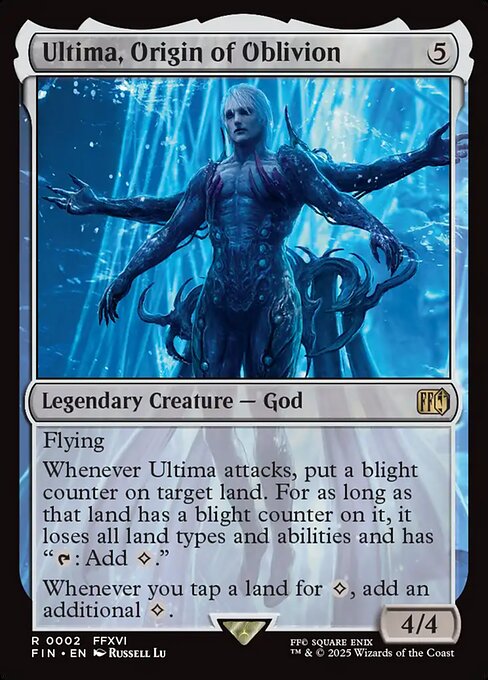 Ultima, Origin of Oblivion 5
Legendary Creature — God
Flying
Whenever Ultima attacks, put a blight
counter on target land. For as long as
that land has a blight counter on it, it
loses all land types and abilities and has
“: Add .”
Whenever you tap a land for , add an
additional .
4/4
R 0002 FFXVI
FIN • EN Russell Lu
FF© SQUARE ENIX
™ & © 2025 Wizards of the Coast